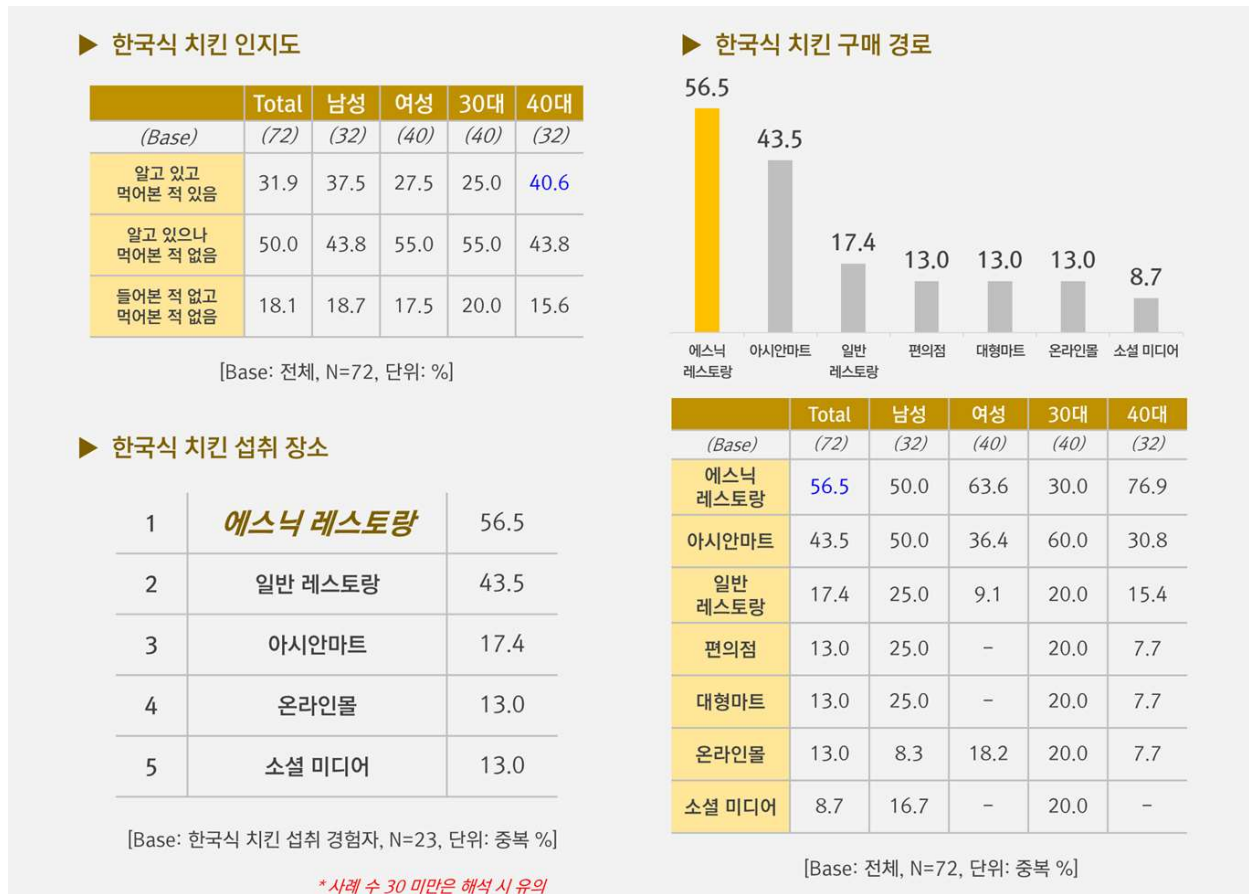 ▶ 한국식 치킨 인지도
Total 남성 여성 30대 40대
(Base) (72) (32) (40) (40) (32)
알고 있고
먹어본 적 있음 31.9 37.5 27.5 25.0 40.6
알고 있으나
먹어본 적 없음 50.0 43.8 55.0 55.0 43.8
들어본 적 없고
먹어본 적 없음 18.1 18.7 17.5 20.0 15.6
[Base: 전체, N=72, 단위: %]
▶ 한국식 치킨 섭취 장소
1 에스닉 레스토랑 56.5
2 일반 레스토랑 43.5
3 아시안마트 17.4
4 온라인몰 13.0
5 소셜 미디어 13.0
[Base: 한국식 치킨 섭취 경험자, N=23, 단위: 중복 %]
* 사례 수 30 미만은 해석 시 유의
▶ 한국식 치킨 구매 경로
56.5
43.5
17.4
13.0 13.0 13.0
8.7
에스닉 아시안마트 일반 편의점 대형마트 온라인몰 소셜 미디어
레스토랑 레스토랑
Total 남성 여성 30대 40대
(Base) (72) (32) (40) (40) (32)
에스닉
레스토랑 56.5 50.0 63.6 30.0 76.9
아시안마트 43.5 50.0 36.4 60.0 30.8
일반
레스토랑 17.4 25.0 9.1 20.0 15.4
편의점 13.0 25.0 – 20.0 7.7
대형마트 13.0 25.0 – 20.0 7.7
온라인몰 13.0 8.3 18.2 20.0 7.7
소셜 미디어 8.7 16.7 – 20.0 –
[Base: 전체, N=72, 단위: 중복 %]